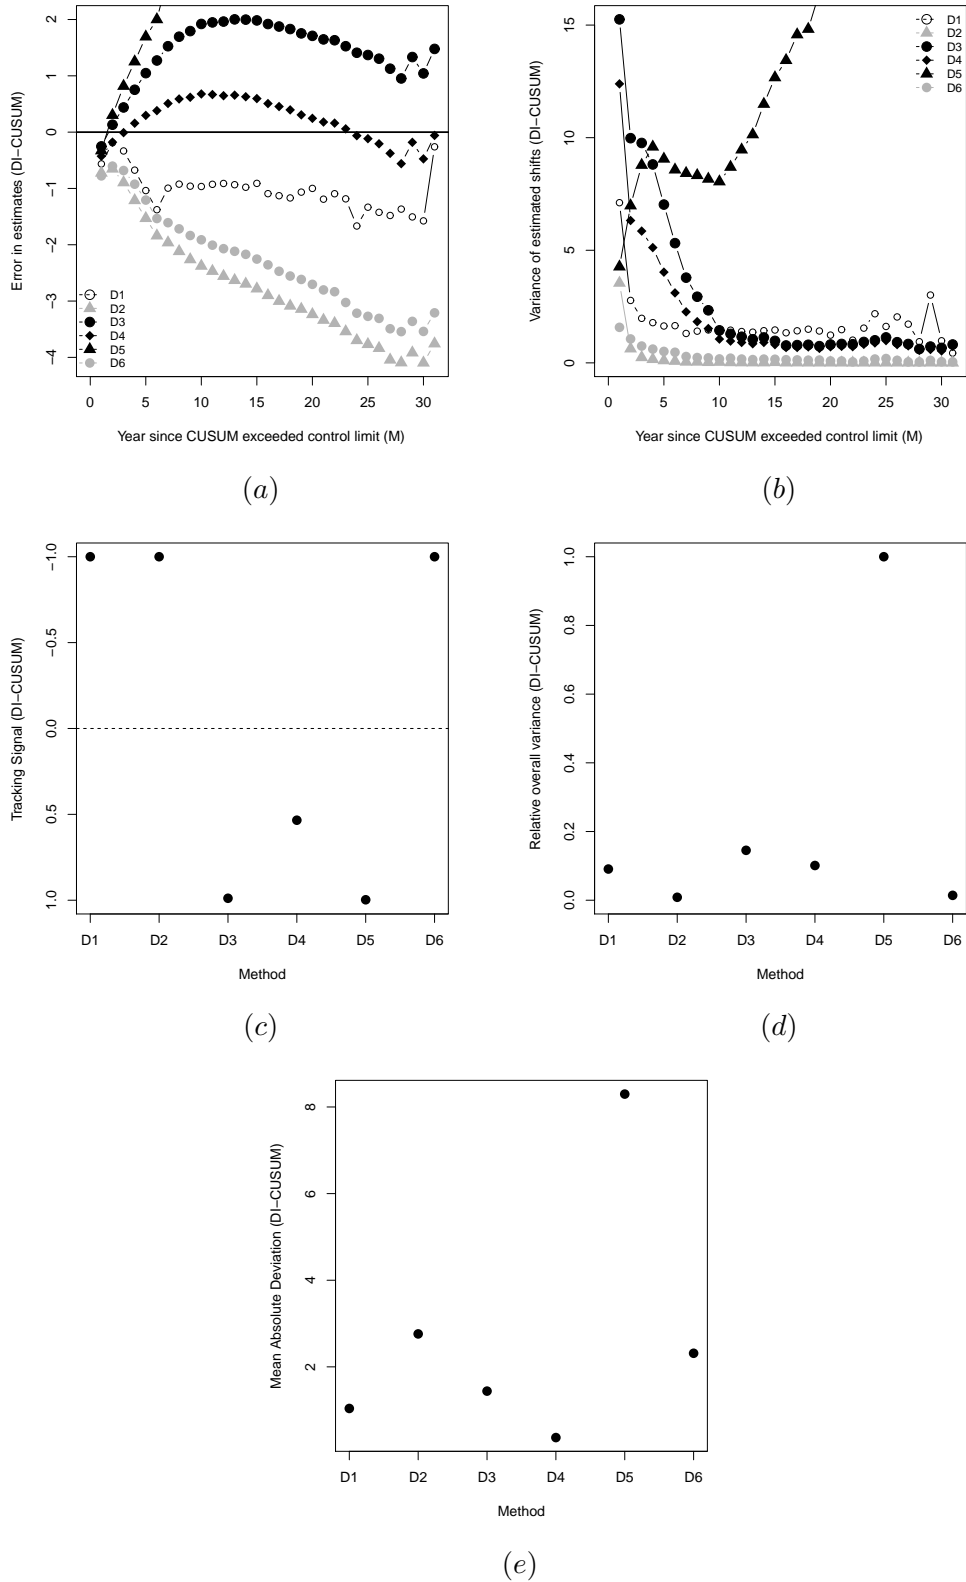 Error in estimates (DI−CUSUM)
2
1
0
−1
−2
−3
−4
D1
D2
D3
D4
D5
D6
0 5 10 15 20 25 30
Year since CUSUM exceeded control limit (M)
(a)
Variance of estimated shifts (DI−CUSUM)
15
10
5
0
D1
D2
D3
D4
D5
D6
0 5 10 15 20 25 30
Year since CUSUM exceeded control limit (M)
(b)
Tracking Signal (DI−CUSUM)
−1.0
−0.5
0.0
0.5
1.0
D1 D2 D3 D4 D5 D6
Method
(c)
Relative overall variance (DI−CUSUM)
1.0
0.8
0.6
0.4
0.2
0.0
D1 D2 D3 D4 D5 D6
Method
(d)
Mean Absolute Deviation (DI−CUSUM)
8
6
4
2
D1 D2 D3 D4 D5 D6
Method
(e)